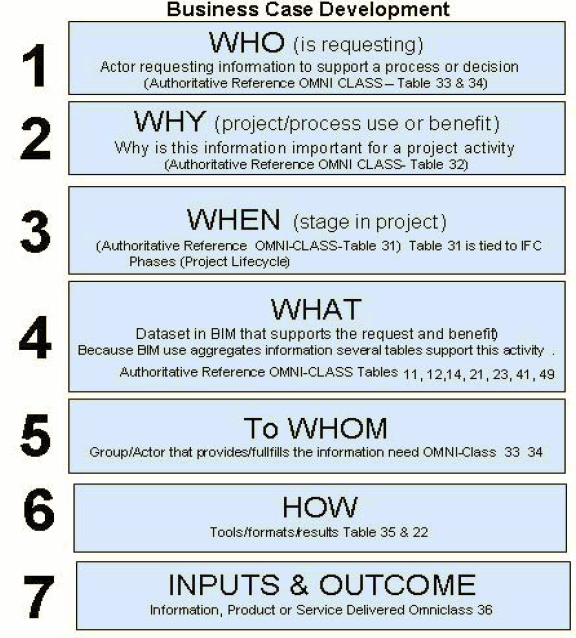 Business Case Development
1
WHO (is requesting)
Actor requesting information to support a process or decision
(Authoritative Reference OMNI CLASS – Table 33 & 34)
2
WHY (project/process use or benefit)
Why is this information important for a project activity
(Authoritative Reference OMNI CLASS- Table 32)
3
WHEN (stage in project)
(Authoritative Reference OMNI-CLASS-Table 31) Table 31 is tied to IFC
Phases (Project Lifecycle)
4
WHAT
Dataset in BIM that supports the request and benefit)
Because BIM use aggregates information several tables support this activity .
Authoritative Reference OMNI-CLASS Tables 11, 12,14, 21, 23, 41, 49
5
To WHOM
Group/Actor that provides/fullfills the information need OMNI-Class 33 34
6
HOW
Tools/formats/results Table 35 & 22
7
INPUTS & OUTCOME
Information, Product or Service Delivered Omniclass 36